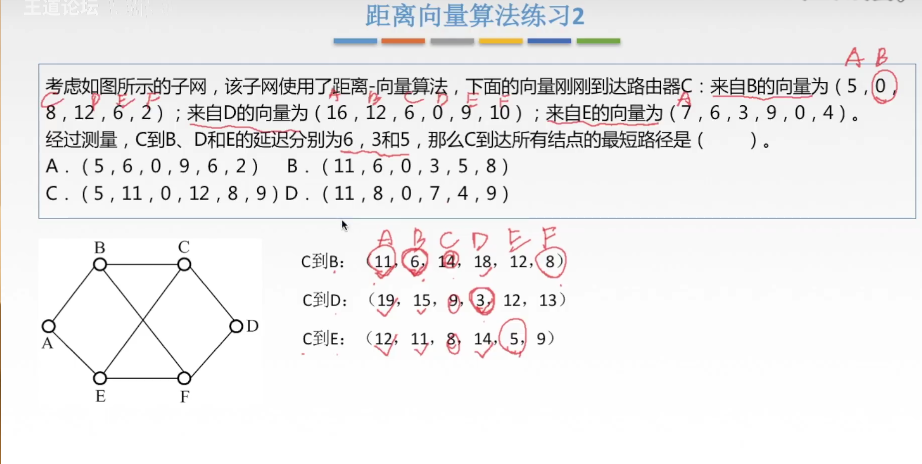 王道论坛
距离向量算法练习2
A B
考虑如图所示的子网，该子网使用了距离-向量算法，下面的向量刚刚到达路由器C：来自B的向量为（5，0，
C D E F A B C D E F A
8，12，6，2）；来自D的向量为（16，12，6，0，9，10）；来自E的向量为（7，6，3，9，0，4）。
经过测量，C到B、D和E的延迟分别为6，3和5，那么C到达所有结点的最短路径是（ ）。
A．（5，6，0，9，6，2） B．（11，6，0，3，5，8）
C．（5，11，0，12，8，9）D．（11，8，0，7，4，9）
A B C D E F
C到B：（11，6，14，18，12，8）
C到D：（19，15，9，3，12，13）
C到E：（12，11，8，14，5，9）
B C
A D
E F